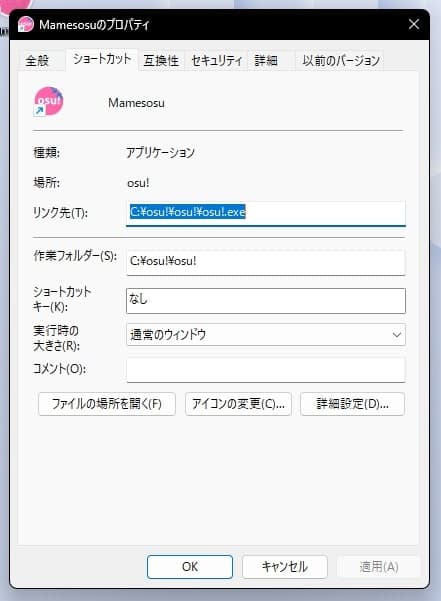 Mamesosuのプロパティ
全般 ショートカット 互換性 セキュリティ 詳細 以前のバージョン
osu!
Mamesosu
種類: アプリケーション
場所: osu!
リンク先(T): C:¥osu!¥osu!¥osu!.exe
作業フォルダー(S): C:¥osu!¥osu!
ショートカット
キー(K): なし
実行時の
大きさ(R): 通常のウィンドウ
コメント(O):
ファイルの場所を開く(F) アイコンの変更(C)... 詳細設定(D)...
OK キャンセル 適用(A)